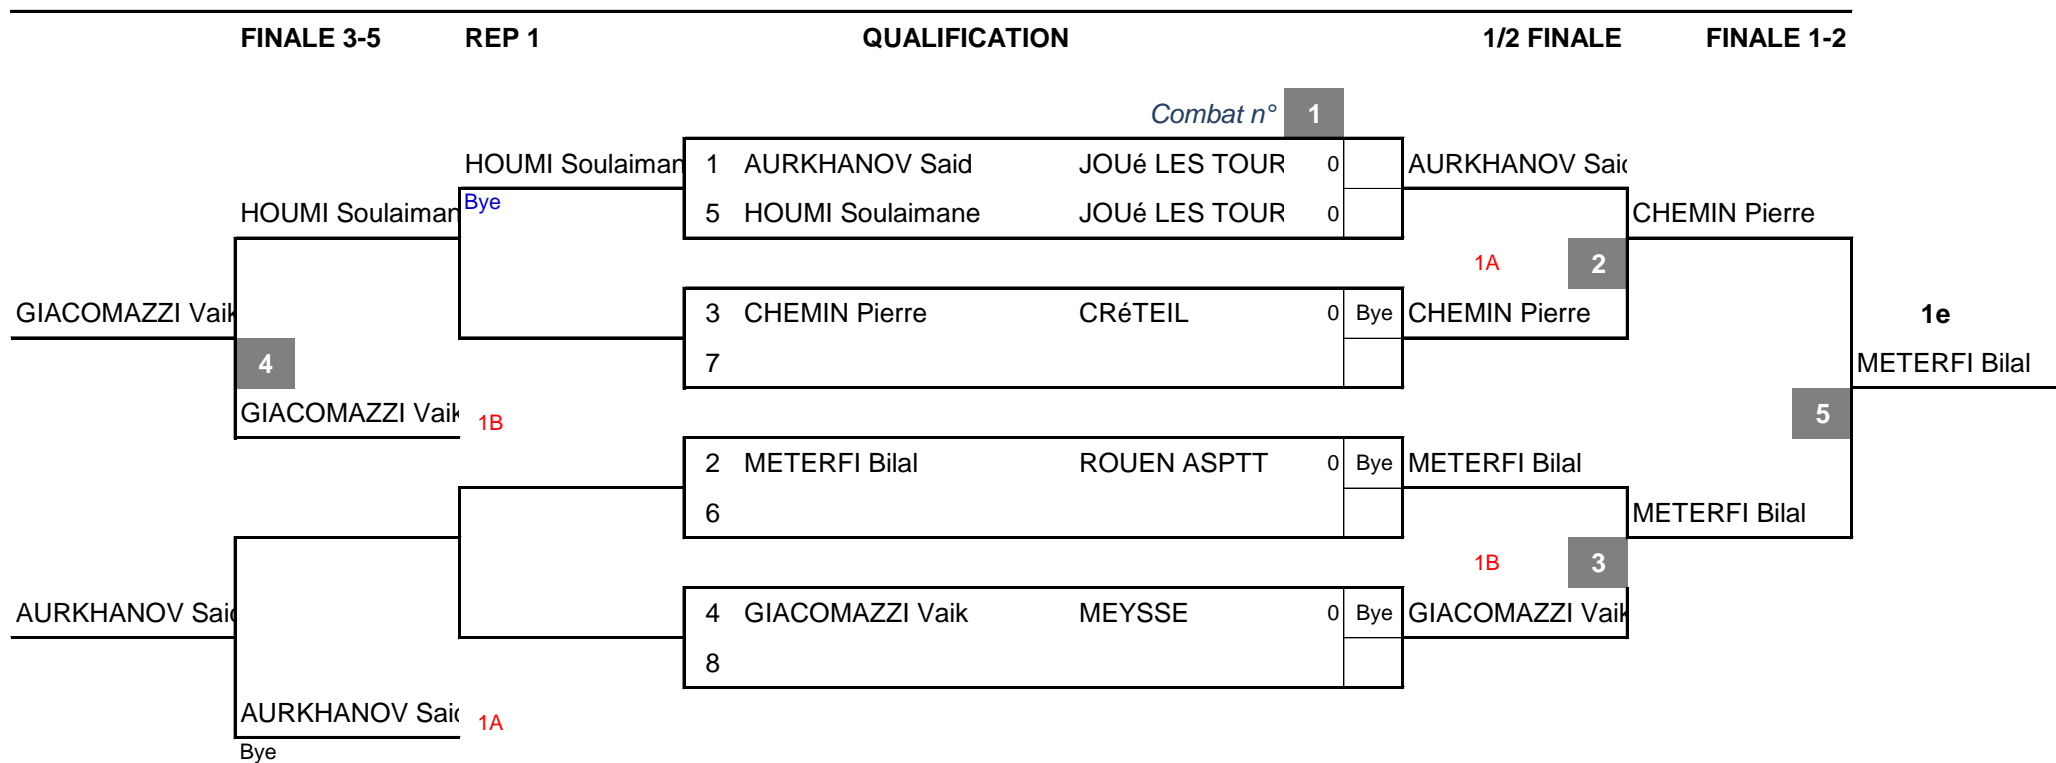 FINALE 3-5 REP 1 QUALIFICATION 1/2 FINALE FINALE 1-2
Combat n° 1
HOUMI Souleiman 1 AURKHANOV Said JOUé LES TOUR 0 AURKHANOV Said
Bye
HOUMI Soulaiman 5 HOUMI Soulaimane JOUé LES TOUR 0 CHEMIN Pierre
1A 2
GIACOMAZZI Vaik 3 CHEMIN Pierre CRéTEIL 0 Bye CHEMIN Pierre 1e
4 7 METERFI Bilal
GIACOMAZZI Vaik 1B 5
2 METERFI Bilal ROUEN ASPTT 0 Bye METERFI Bilal
6 METERFI Bilal
1B 3
AURKHANOV Said 4 GIACOMAZZI Vaik MEYSSE 0 Bye GIACOMAZZI Vaik
8
AURKHANOV Said 1A
Bye